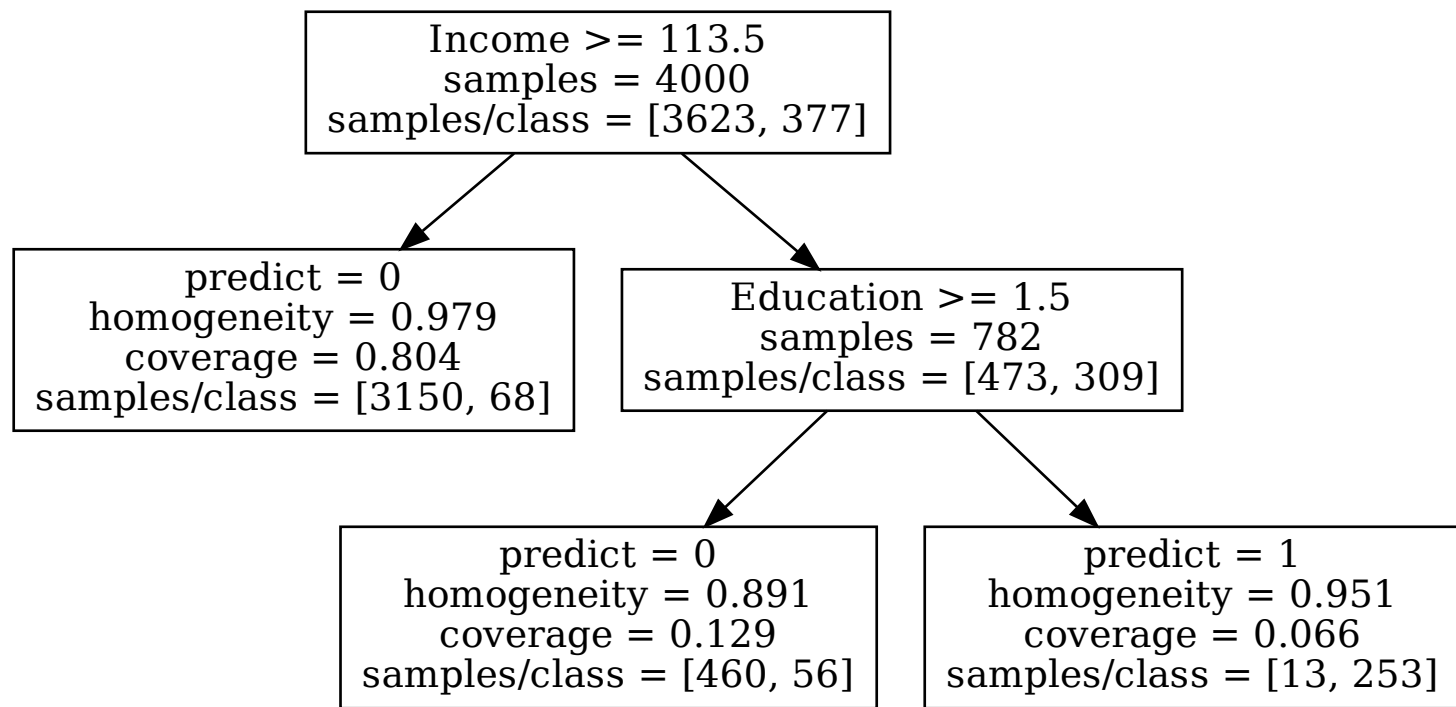 Income >= 113.5
samples = 4000
samples/class = [3623, 377]
predict = 0
homogeneity = 0.979
coverage = 0.804
samples/class = [3150, 68]
Education >= 1.5
samples = 782
samples/class = [473, 309]
predict = 0
homogeneity = 0.891
coverage = 0.129
samples/class = [460, 56]
predict = 1
homogeneity = 0.951
coverage = 0.066
samples/class = [13, 253]